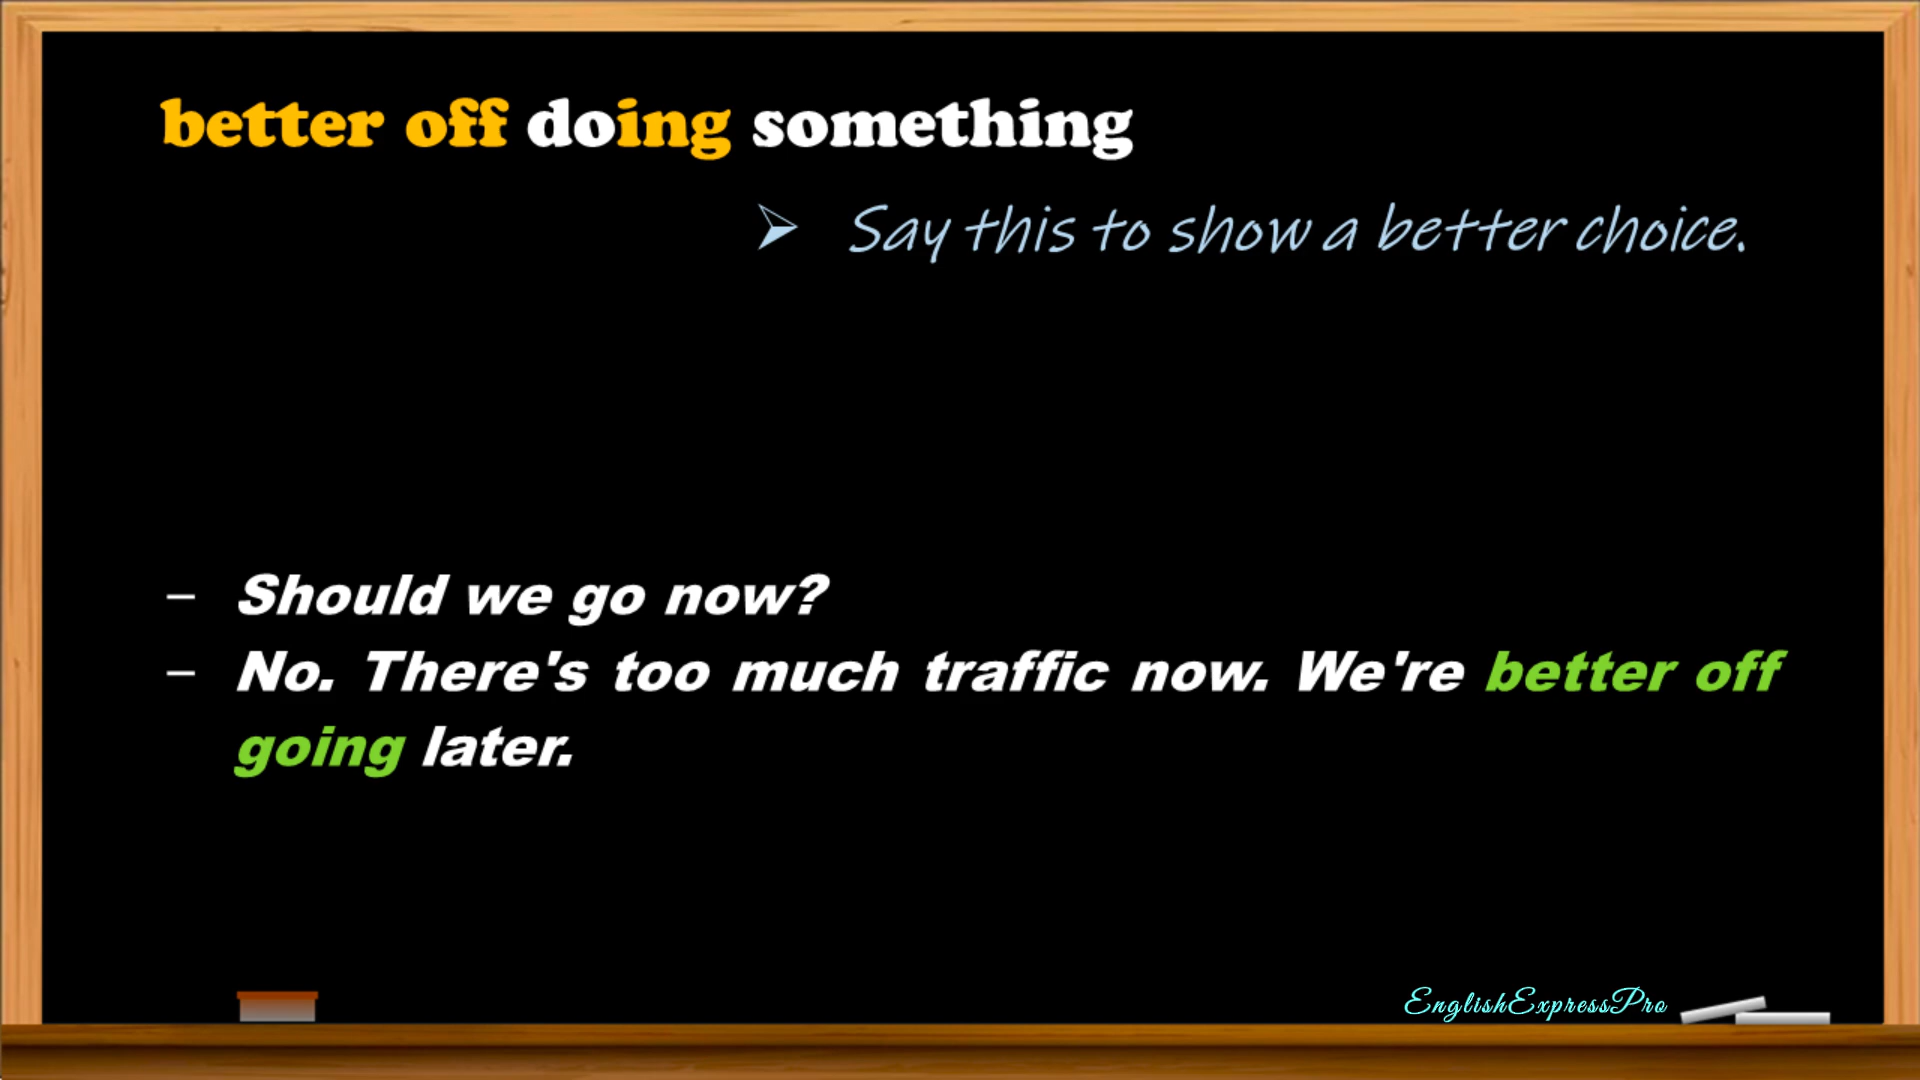 better off doing something
➢ Say this to show a better choice.
– Should we go now?
– No. There's too much traffic now. We're better off
going later.
EnglishExpressPro